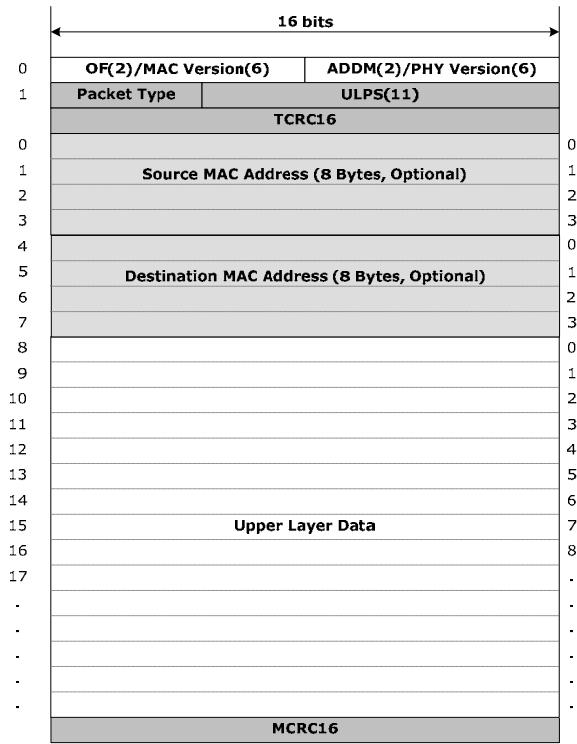 16 bits
0 OF(2)/MAC Version(6) ADDM(2)/PHY Version(6)
1 Packet Type ULPS(11)
TCRC16
0 0
1 Source MAC Address (8 Bytes, Optional) 1
2 2
3 3
4 0
5 Destination MAC Address (8 Bytes, Optional) 1
6 2
7 3
8 0
9 1
10 2
11 3
12 4
13 5
14 6
15 Upper Layer Data 7
16 8
17 .
. .
. .
. .
. .
. .
MCRC16